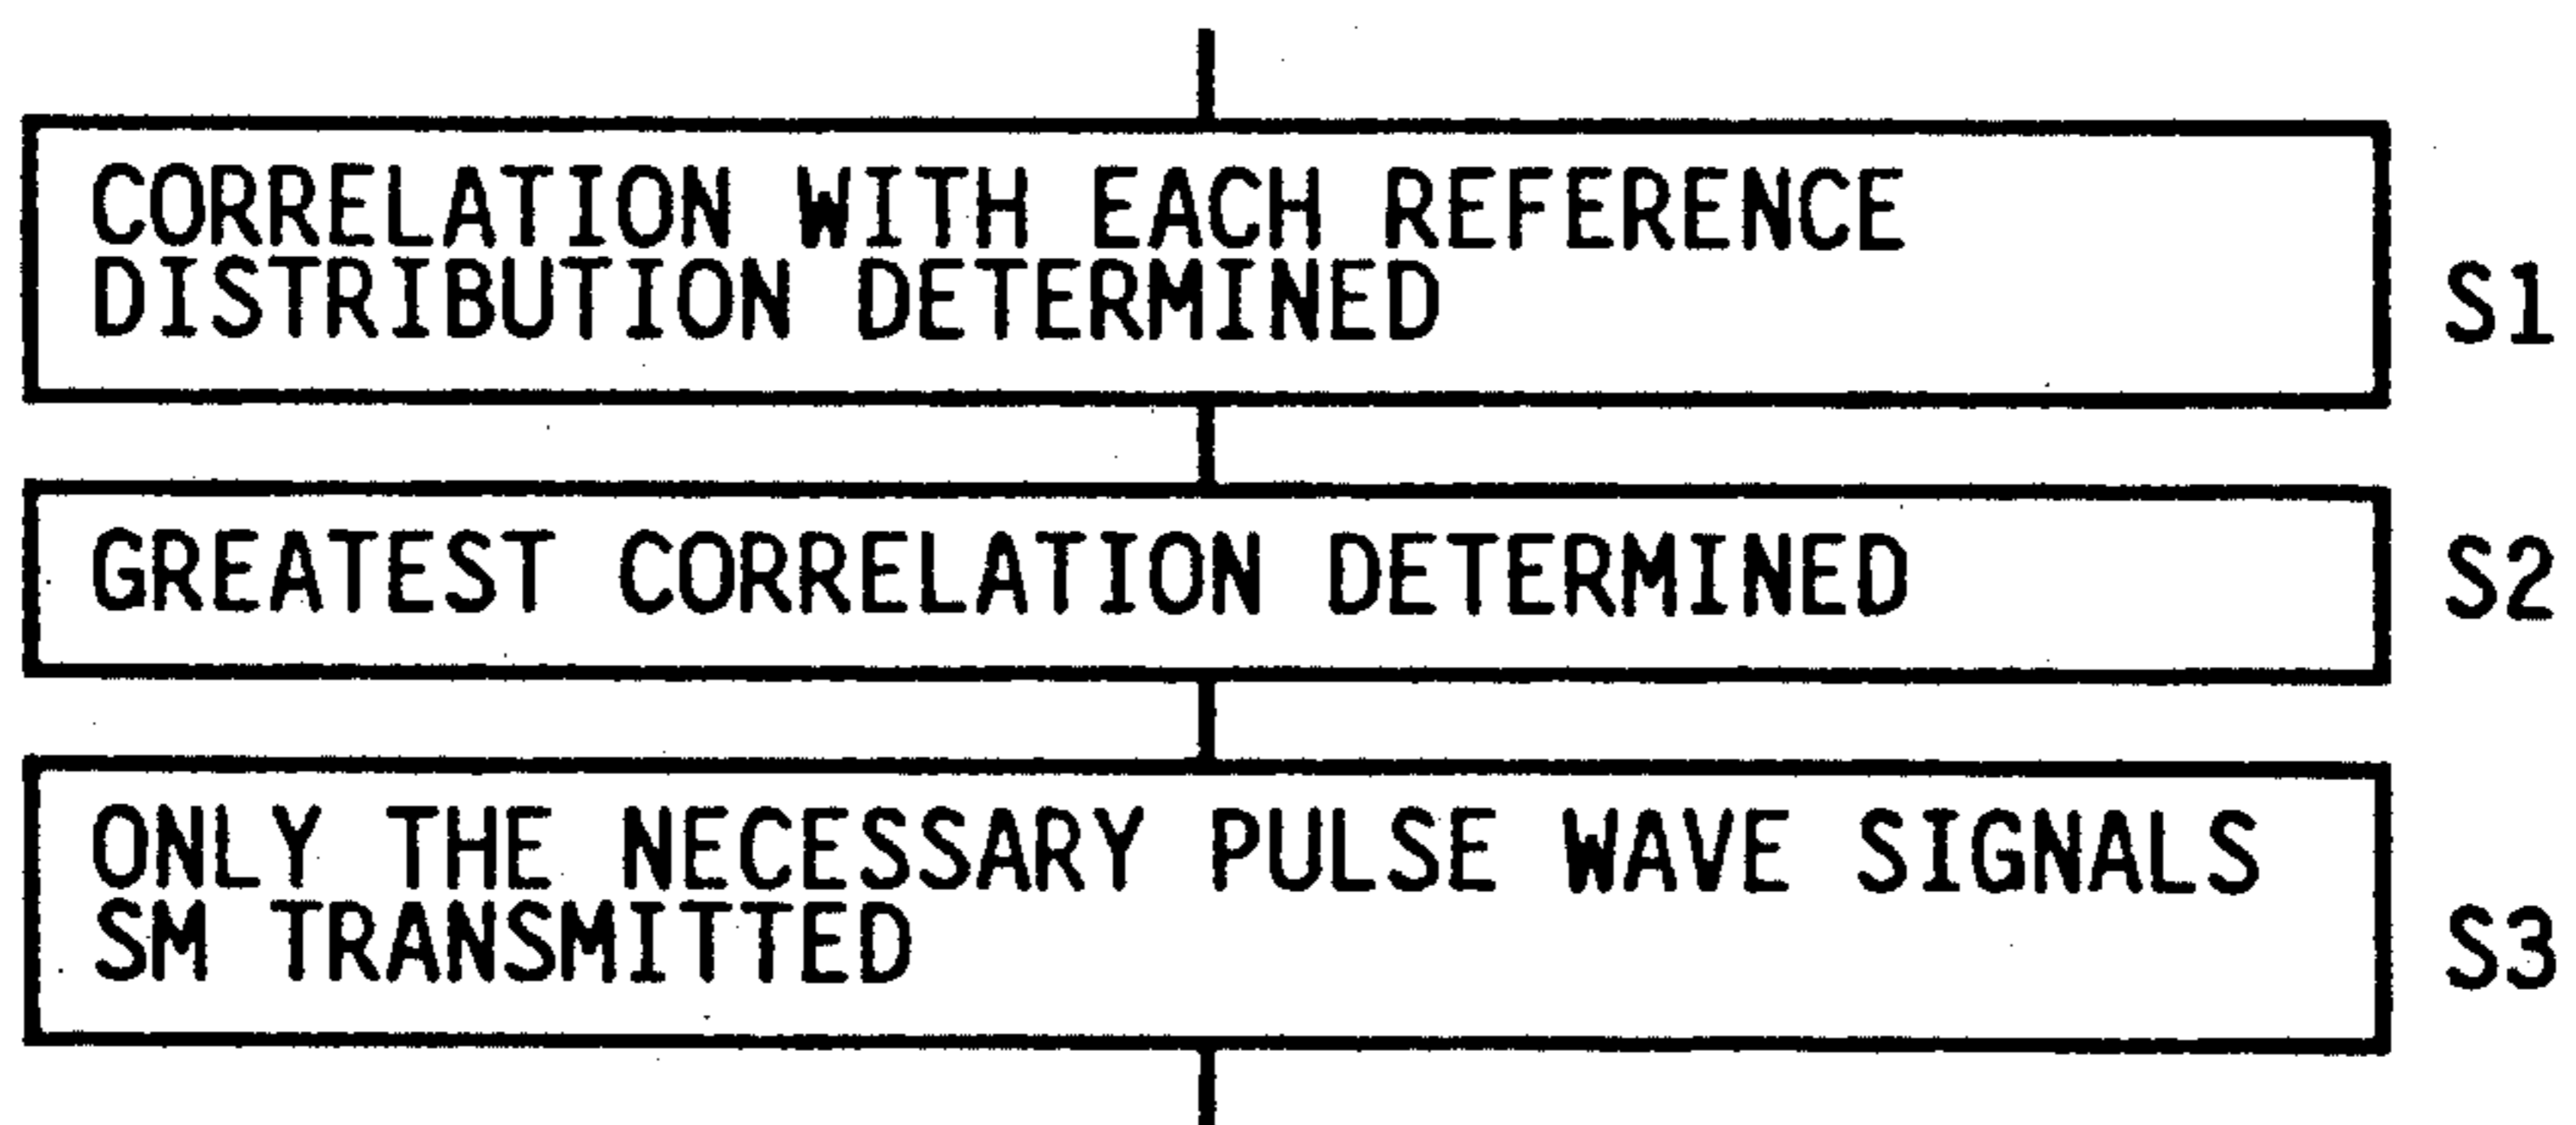 CORRELATION WITH EACH REFERENCE
DISTRIBUTION DETERMINED
S1
GREATEST CORRELATION DETERMINED
S2
ONLY THE NECESSARY PULSE WAVE SIGNALS
SM TRANSMITTED
S3